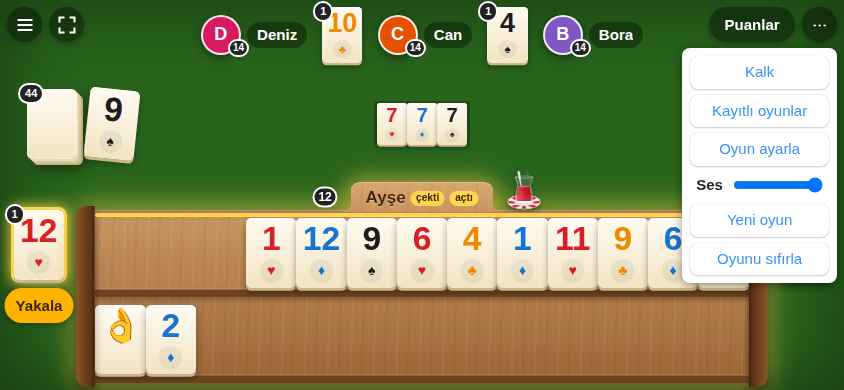 D 14 Deniz 1 10 ♣ C 14 Can 1 4 ♠ B 14 Bora Puanlar ...
Kalk
Kayıtlı oyunlar
Oyun ayarla
Ses
Yeni oyun
Oyunu sıfırla
44 9 ♠
7 ♥ 7 ♦ 7 ♠
12 Ayşe çekti açtı
1 12 ♥
Yakala
1 ♥ 12 ♦ 9 ♠ 6 ♥ 4 ♣ 1 ♦ 11 ♥ 9 ♣ 6 ♦
👌 2 ♦